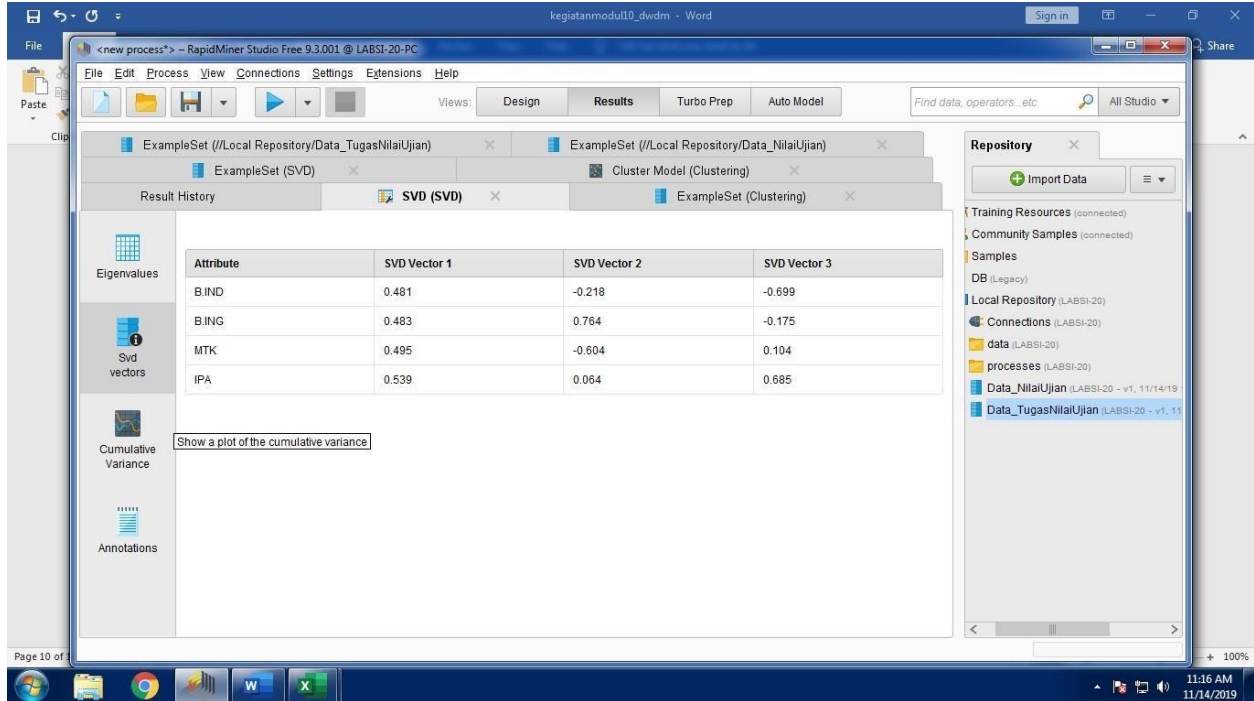 kegiatanmodul10_dwdm - Word
Sign in
File
Share
Paste
Clip
<new process*> – RapidMiner Studio Free 9.3.001 @ LABSI-20-PC
File Edit Process View Connections Settings Extensions Help
Views: Design Results Turbo Prep Auto Model
Find data, operators...etc
All Studio
ExampleSet (//Local Repository/Data_TugasNilaiUjian)
ExampleSet (//Local Repository/Data_NilaiUjian)
ExampleSet (SVD)
Cluster Model (Clustering)
Result History
SVD (SVD)
ExampleSet (Clustering)
Eigenvalues
Svd vectors
Cumulative Variance
Annotations
Attribute SVD Vector 1 SVD Vector 2 SVD Vector 3
B.IND 0.481 -0.218 -0.699
B.ING 0.483 0.764 -0.175
MTK 0.495 -0.604 0.104
IPA 0.539 0.064 0.685
Show a plot of the cumulative variance
Repository
Import Data
Training Resources (connected)
Community Samples (connected)
Samples
DB (Legacy)
Local Repository (LABSI-20)
Connections (LABSI-20)
data (LABSI-20)
processes (LABSI-20)
Data_NilaiUjian (LABSI-20 - v1, 11/14/19
Data_TugasNilaiUjian (LABSI-20 - v1, 11
Page 10 of 1
100%
11:16 AM
11/14/2019